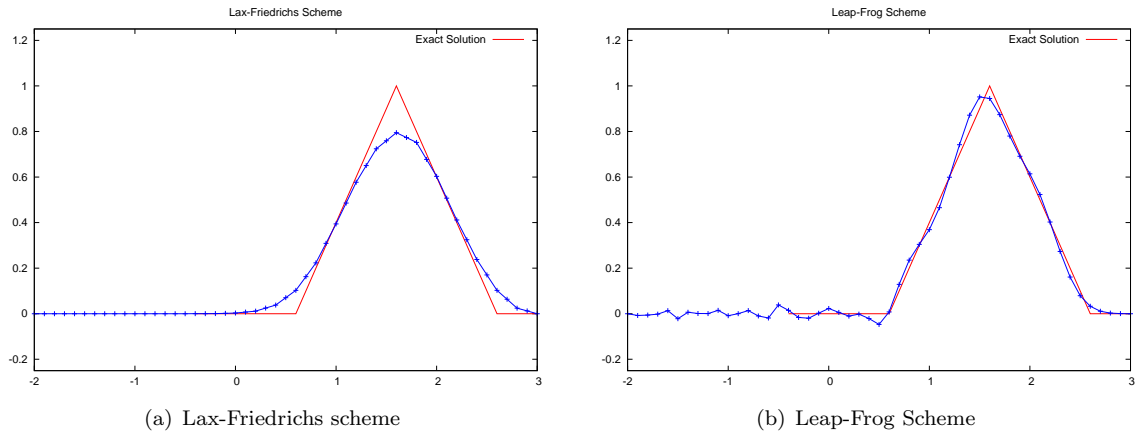 Lax-Friedrichs Scheme
Exact Solution
1.2
1
0.8
0.6
0.4
0.2
0
-0.2
-2 -1 0 1 2 3
(a) Lax-Friedrichs scheme
Leap-Frog Scheme
Exact Solution
1.2
1
0.8
0.6
0.4
0.2
0
-0.2
-2 -1 0 1 2 3
(b) Leap-Frog Scheme